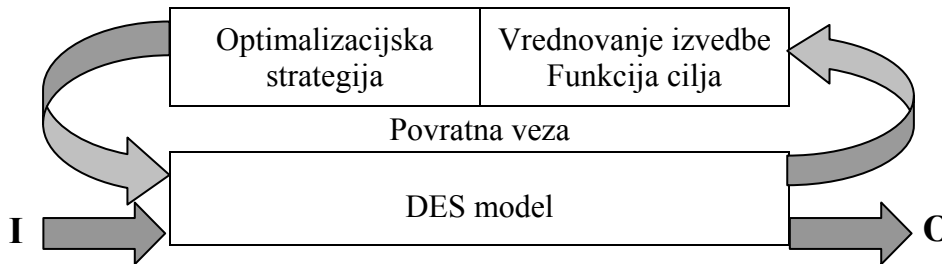 Optimalizacijska
strategija
Vrednovanje izvedbe
Funkcija cilja
Povratna veza
DES model
I
O